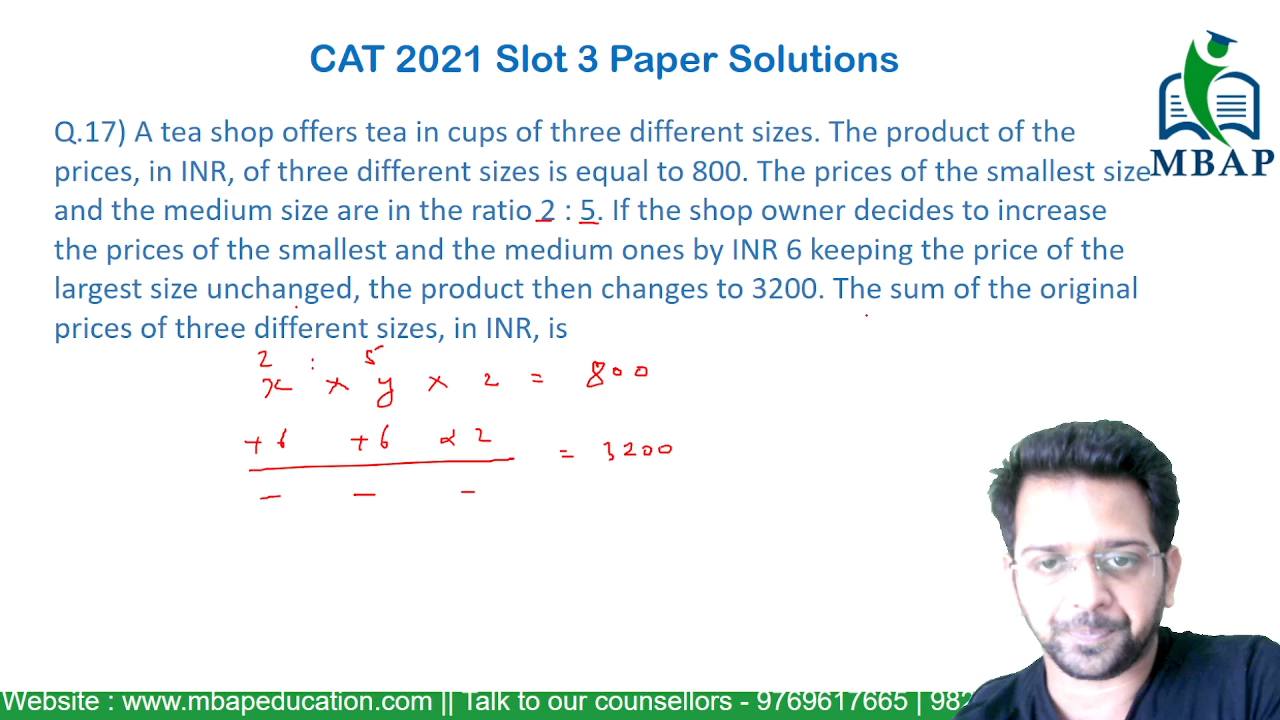 CAT 2021 Slot 3 Paper Solutions
MBAP
Q.17) A tea shop offers tea in cups of three different sizes. The product of the
prices, in INR, of three different sizes is equal to 800. The prices of the smallest size
and the medium size are in the ratio 2 : 5. If the shop owner decides to increase
the prices of the smallest and the medium ones by INR 6 keeping the price of the
largest size unchanged, the product then changes to 3200. The sum of the original
prices of three different sizes, in INR, is
2 : 5
x × y × z = 800
+6 +6 z = 3200
– – –
Website : www.mbapeducation.com || Talk to our counsellors - 9769617665 | 982